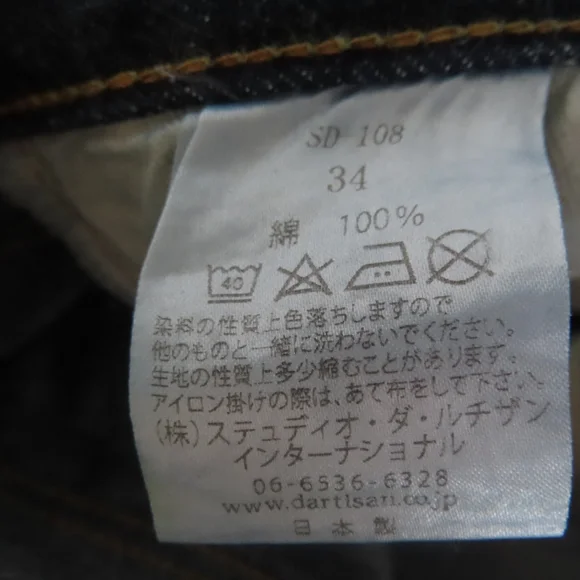 SD-108
34
綿 100%
40
染料の性質上色落ちしますので
他のものと一緒に洗わないでください。
生地の性質上多少縮むことがあります。
アイロン掛けの際は、あて布をして下さい。
(株)ステュディオ・ダ・ルチザン
インターナショナル
06-6536-6328
www.dartisan.co.jp
日本製